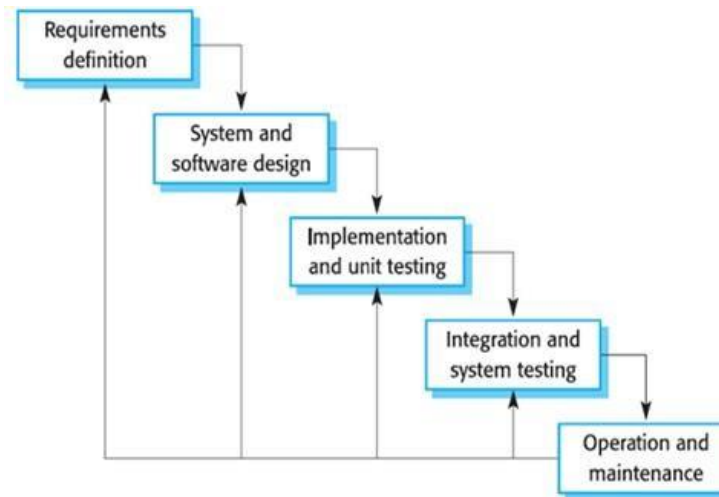 Requirements
definition
System and
software design
Implementation
and unit testing
Integration and
system testing
Operation and
maintenance